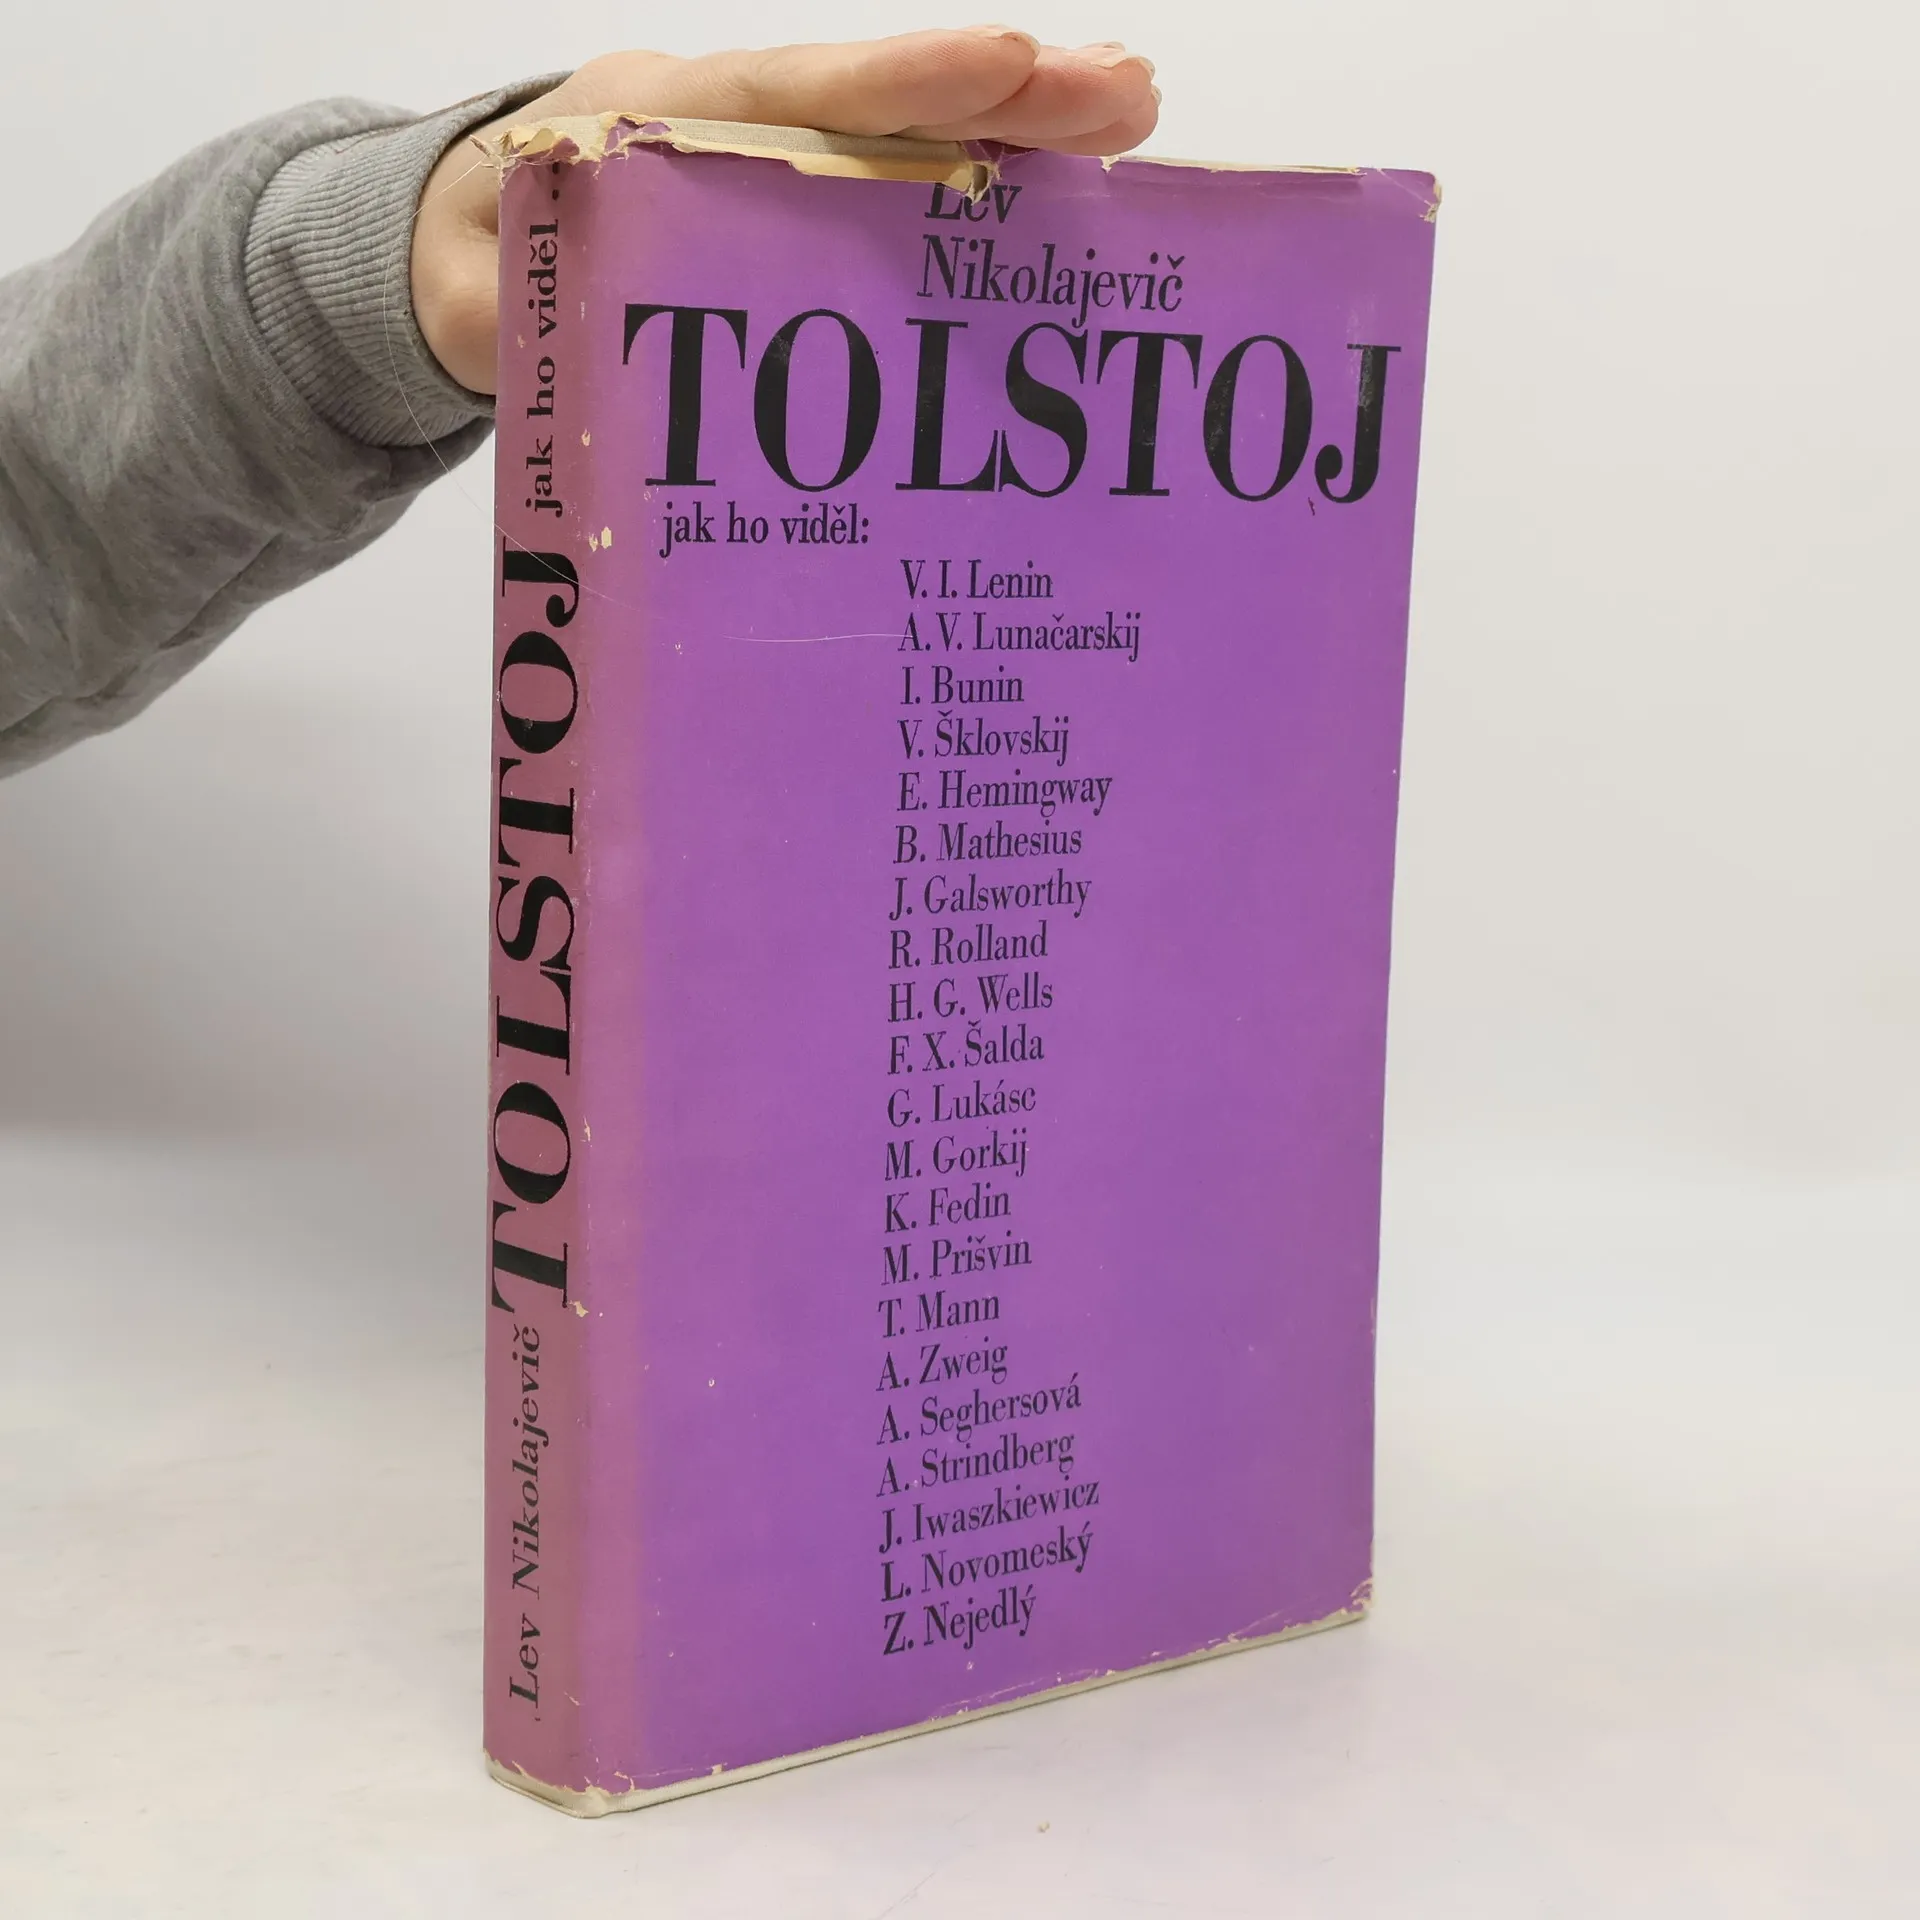 Lev
Nikolajevič
TOLSTOJ
jak ho viděl:
V. I. Lenin
A. V. Lunačarskij
I. Bunin
V. Šklovskij
E. Hemingway
B. Mathesius
J. Galsworthy
R. Rolland
H. G. Wells
F. X. Šalda
G. Lukásc
M. Gorkij
K. Fedin
M. Prišvin
T. Mann
A. Zweig
A. Seghersová
A. Strindberg
J. Iwaszkiewicz
L. Novomeský
Z. Nejedlý
Lev Nikolajevič TOLSTOJ jak ho viděl...